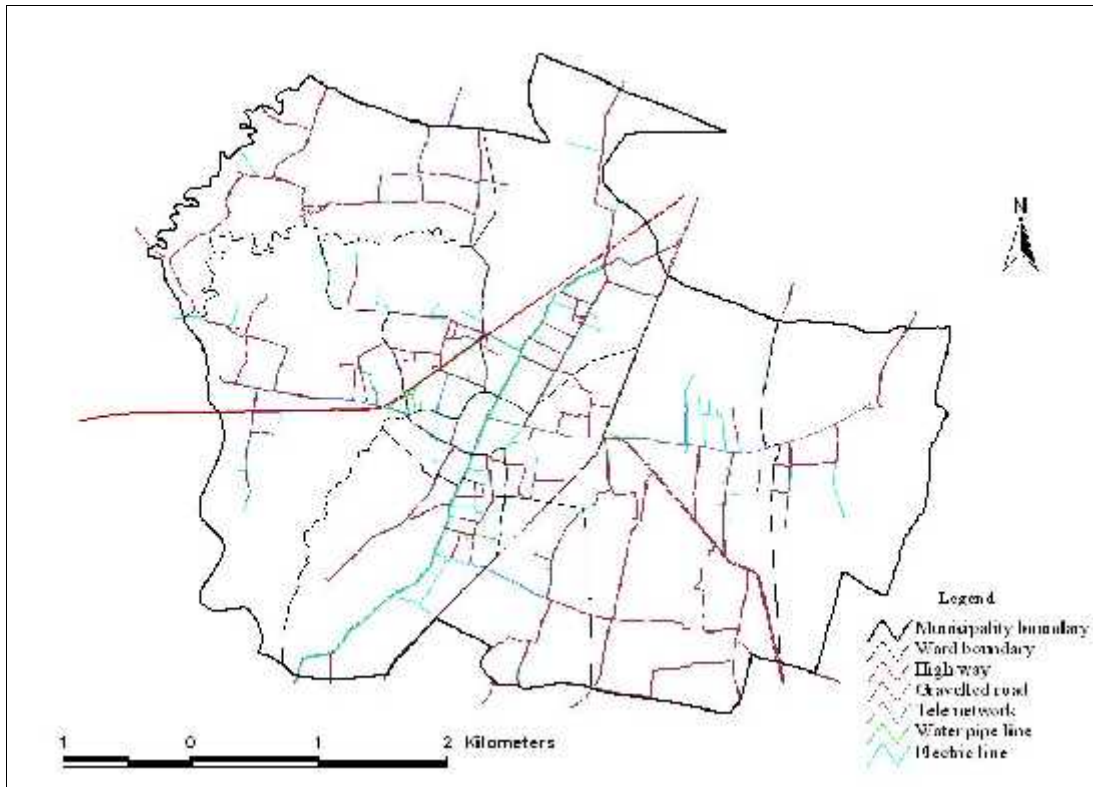 N
Legend
Municipality boundary
Ward boundary
High way
Gravelled road
Tele network
Water pipe line
Electric line
1 0 1 2 Kilometers